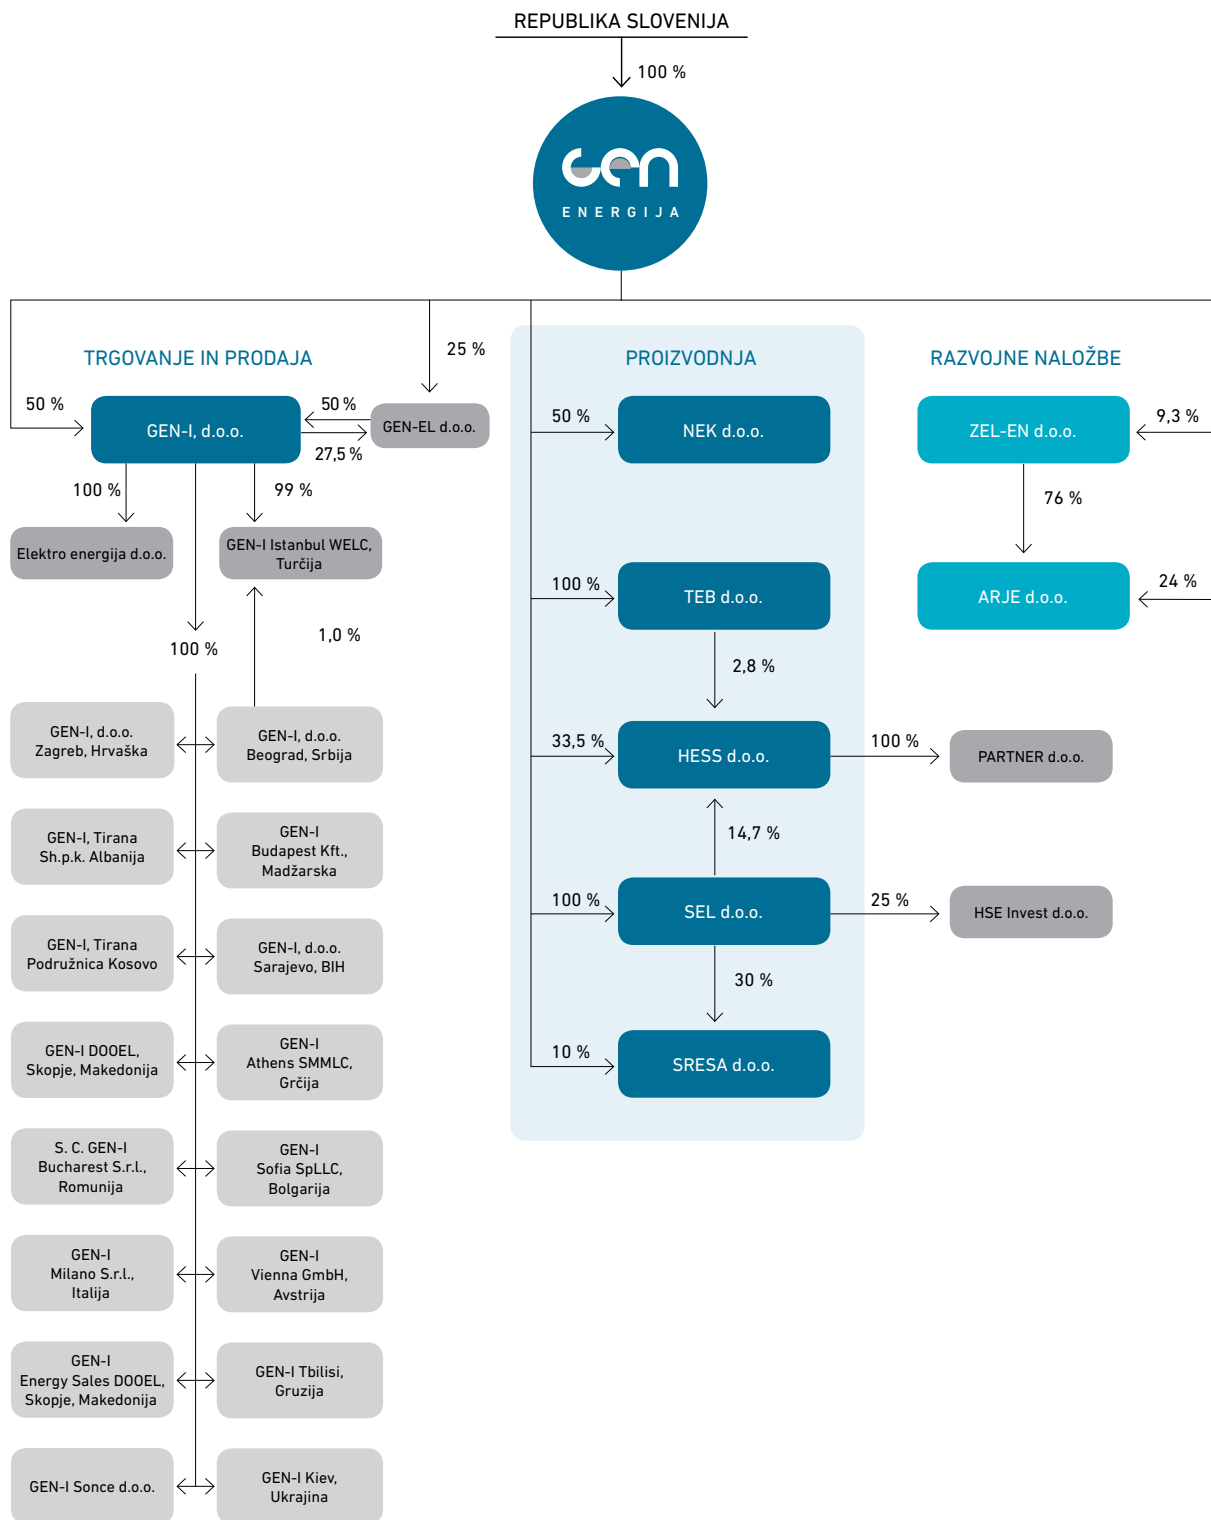 REPUBLIKA SLOVENIJA
100 %
gen
ENERGIJA
TRGOVANJE IN PRODAJA
25 %
50 %
GEN-I, d.o.o.
50 %
27,5 %
GEN-EL d.o.o.
100 %
99 %
Elektro energija d.o.o.
GEN-I Istanbul WELC,
Turčija
1,0 %
100 %
GEN-I, d.o.o.
Zagreb, Hrvaška
GEN-I, d.o.o.
Beograd, Srbija
GEN-I, Tirana
Sh.p.k. Albanija
GEN-I
Budapest Kft.,
Madžarska
GEN-I, Tirana
Podružnica Kosovo
GEN-I, d.o.o.
Sarajevo, BIH
GEN-I DOOEL,
Skopje, Makedonija
GEN-I
Athens SMMLC,
Grčija
S. C. GEN-I
Bucharest S.r.l.,
Romunija
GEN-I
Sofia SpLLC,
Bolgarija
GEN-I
Milano S.r.l.,
Italija
GEN-I
Vienna GmbH,
Avstrija
GEN-I
Energy Sales DOOEL,
Skopje, Makedonija
GEN-I Tbilisi,
Gruzija
GEN-I Sonce d.o.o.
GEN-I Kiev,
Ukrajina
PROIZVODNJA
50 %
NEK d.o.o.
100 %
TEB d.o.o.
2,8 %
33,5 %
HESS d.o.o.
100 %
PARTNER d.o.o.
14,7 %
100 %
SEL d.o.o.
25 %
HSE Invest d.o.o.
30 %
10 %
SRESA d.o.o.
RAZVOJNE NALOŽBE
ZEL-EN d.o.o.
9,3 %
76 %
ARJE d.o.o.
24 %